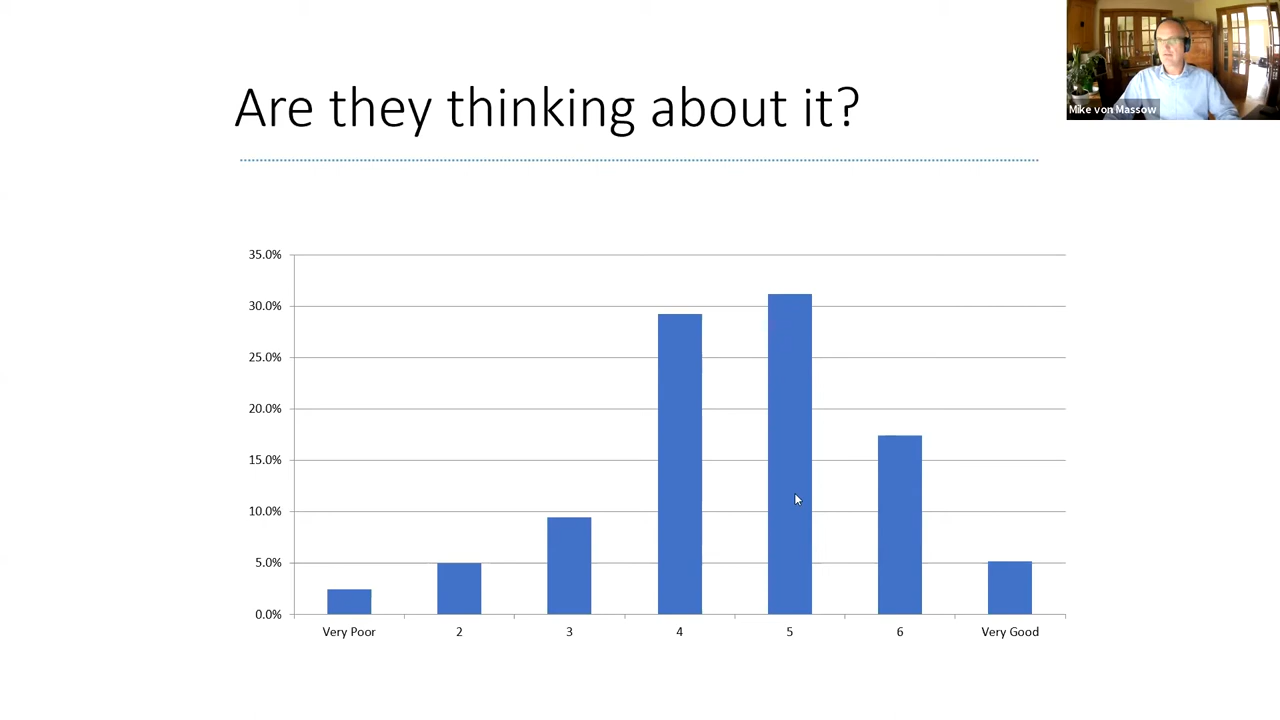 Are they thinking about it?
Mike von Massow
35.0%
30.0%
25.0%
20.0%
15.0%
10.0%
5.0%
0.0%
Very Poor 2 3 4 5 6 Very Good